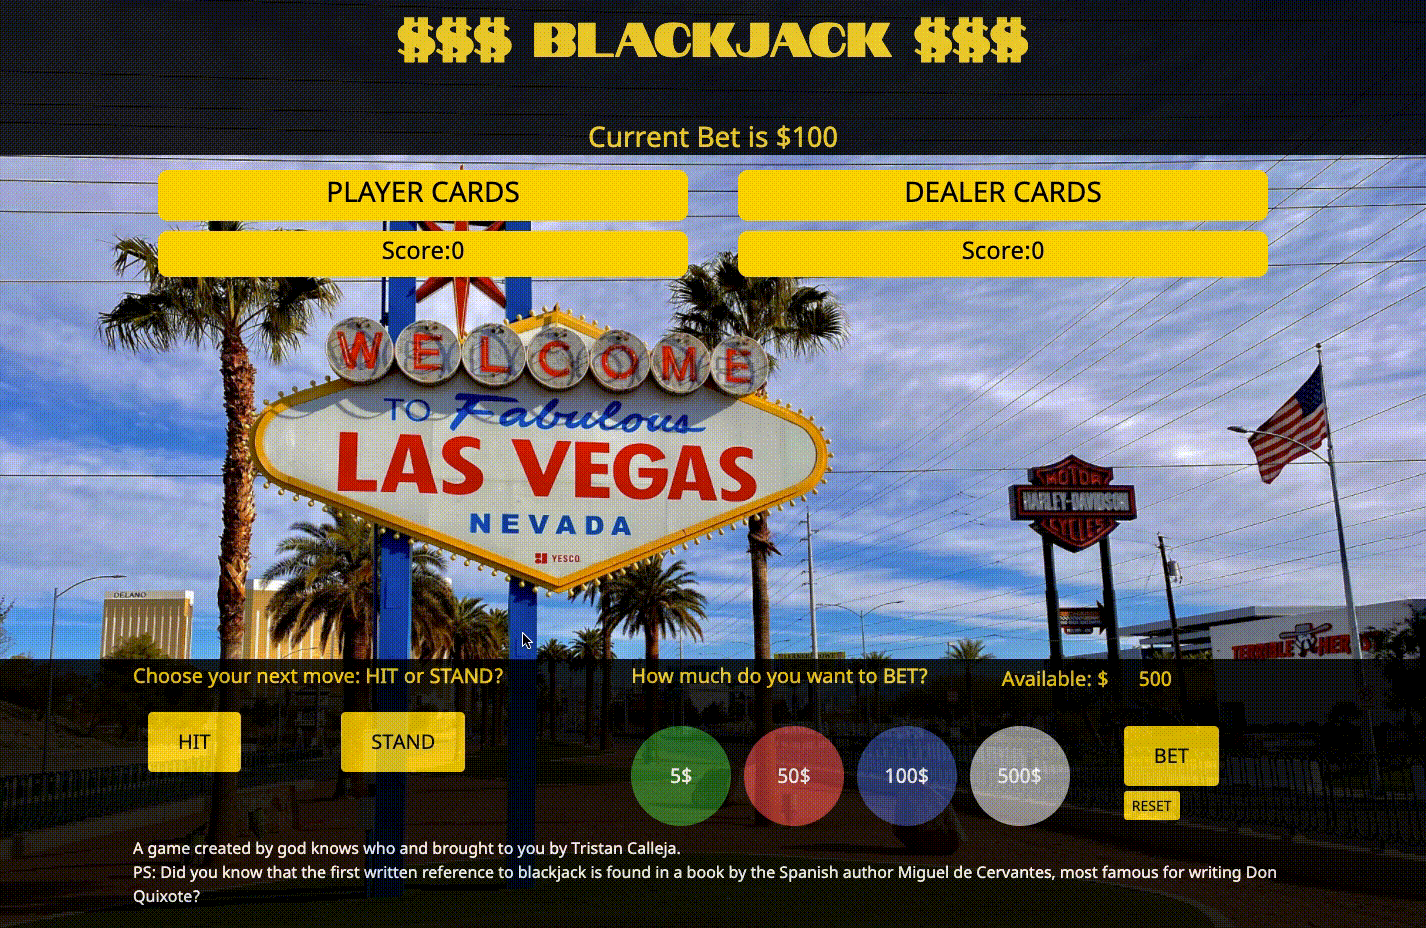 $$$ BLACKJACK $$$
Current Bet is $100
PLAYER CARDS
DEALER CARDS
Score:0
Score:0
WELCOME
TO Fabulous
LAS VEGAS
NEVADA
YESCO
MOTOR
HARLEY-DAVIDSON
CYCLES
DELANO
TERRIBLE HERBST
Choose your next move: HIT or STAND?
How much do you want to BET?
Available: $ 500
HIT
STAND
5$
50$
100$
500$
BET
RESET
A game created by god knows who and brought to you by Tristan Calleja.
PS: Did you know that the first written reference to blackjack is found in a book by the Spanish author Miguel de Cervantes, most famous for writing Don
Quixote?